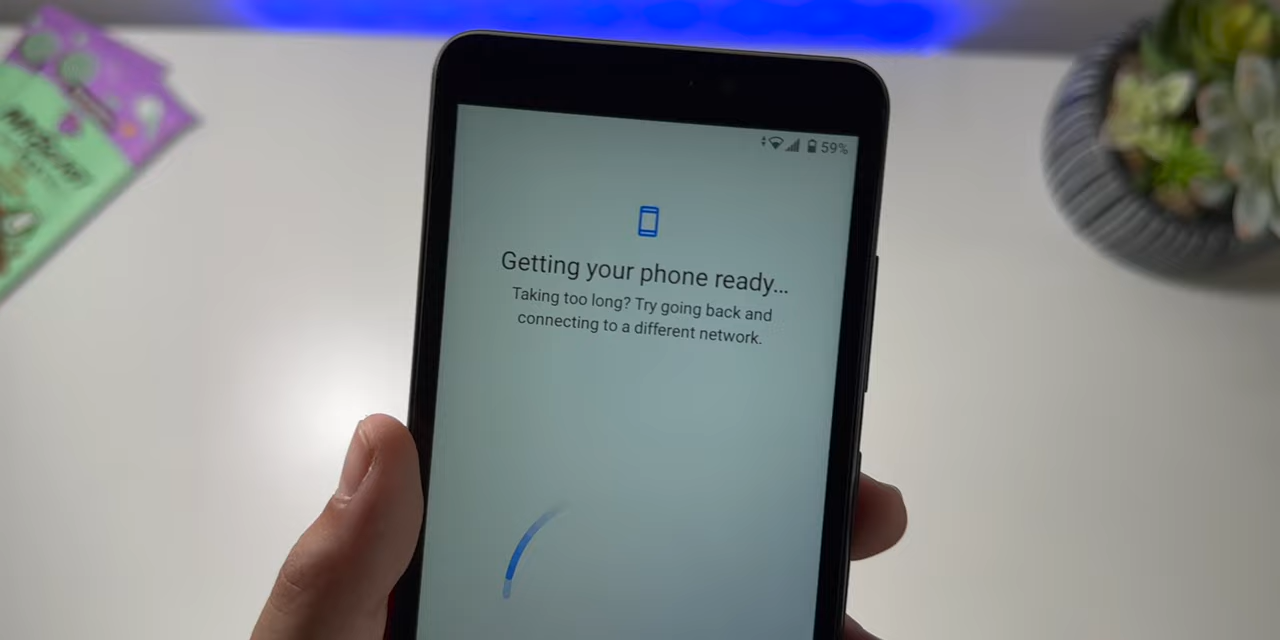 59%
Getting your phone ready...
Taking too long? Try going back and
connecting to a different network.